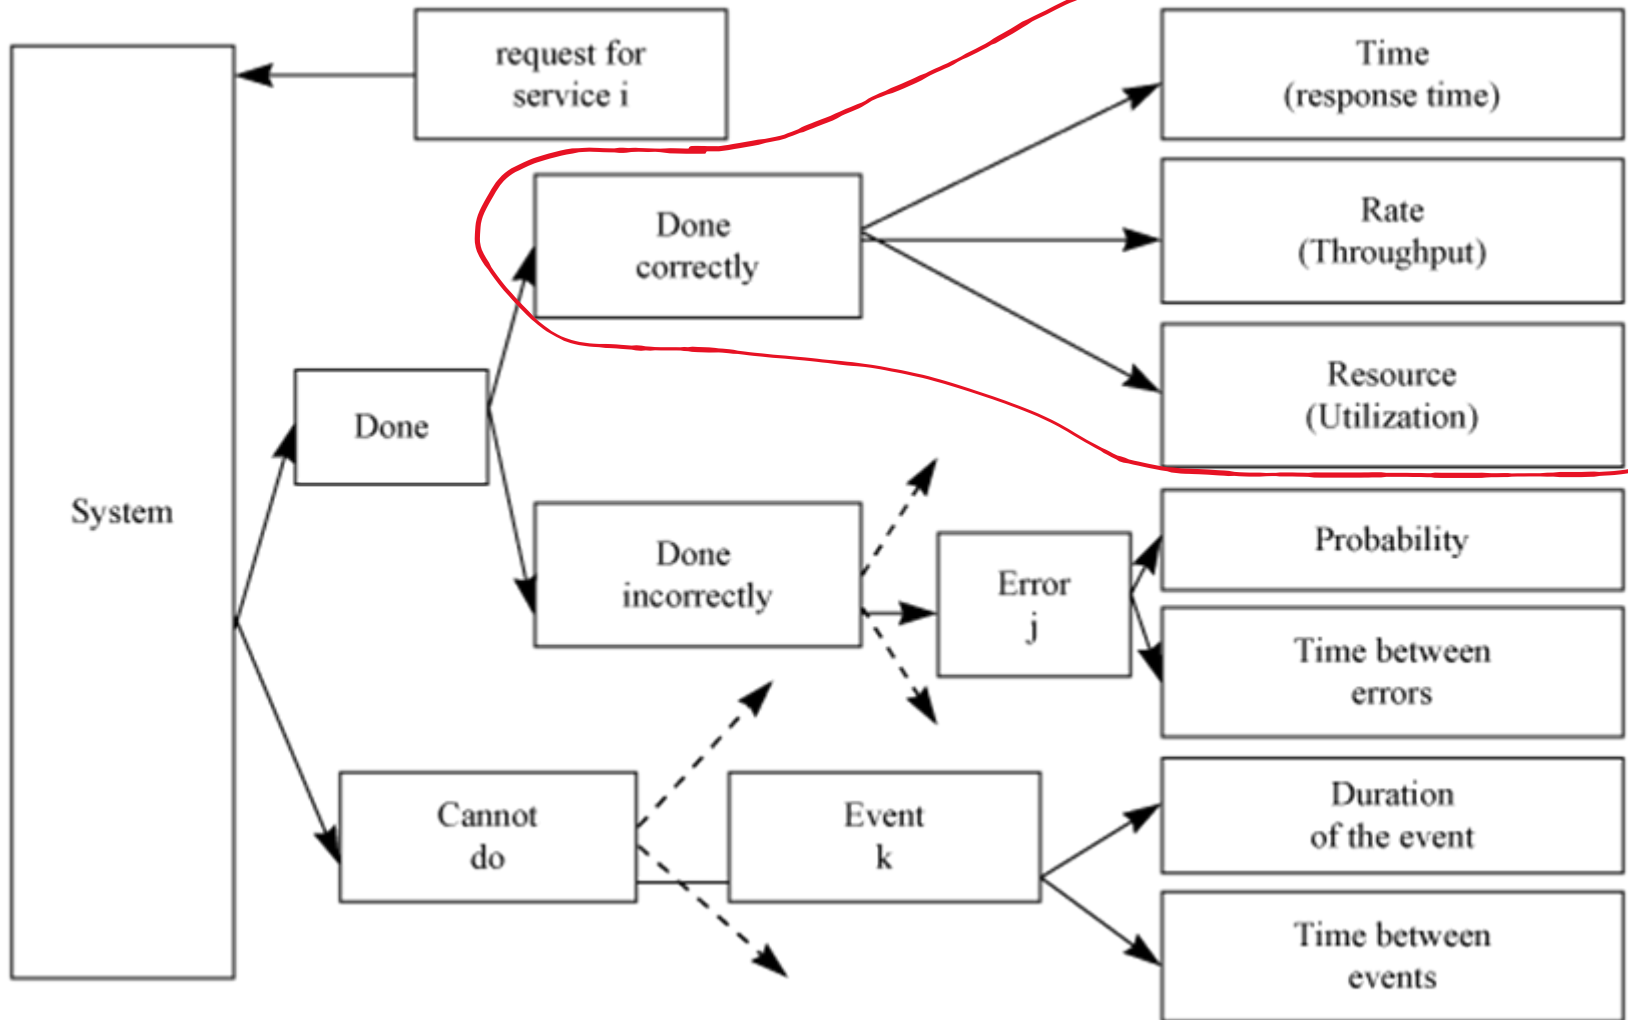 request for
service i
Time
(response time)
Done
correctly
Rate
(Throughput)
Resource
(Utilization)
System
Done
Done
incorrectly
Error
j
Probability
Time between
errors
Cannot
do
Event
k
Duration
of the event
Time between
events